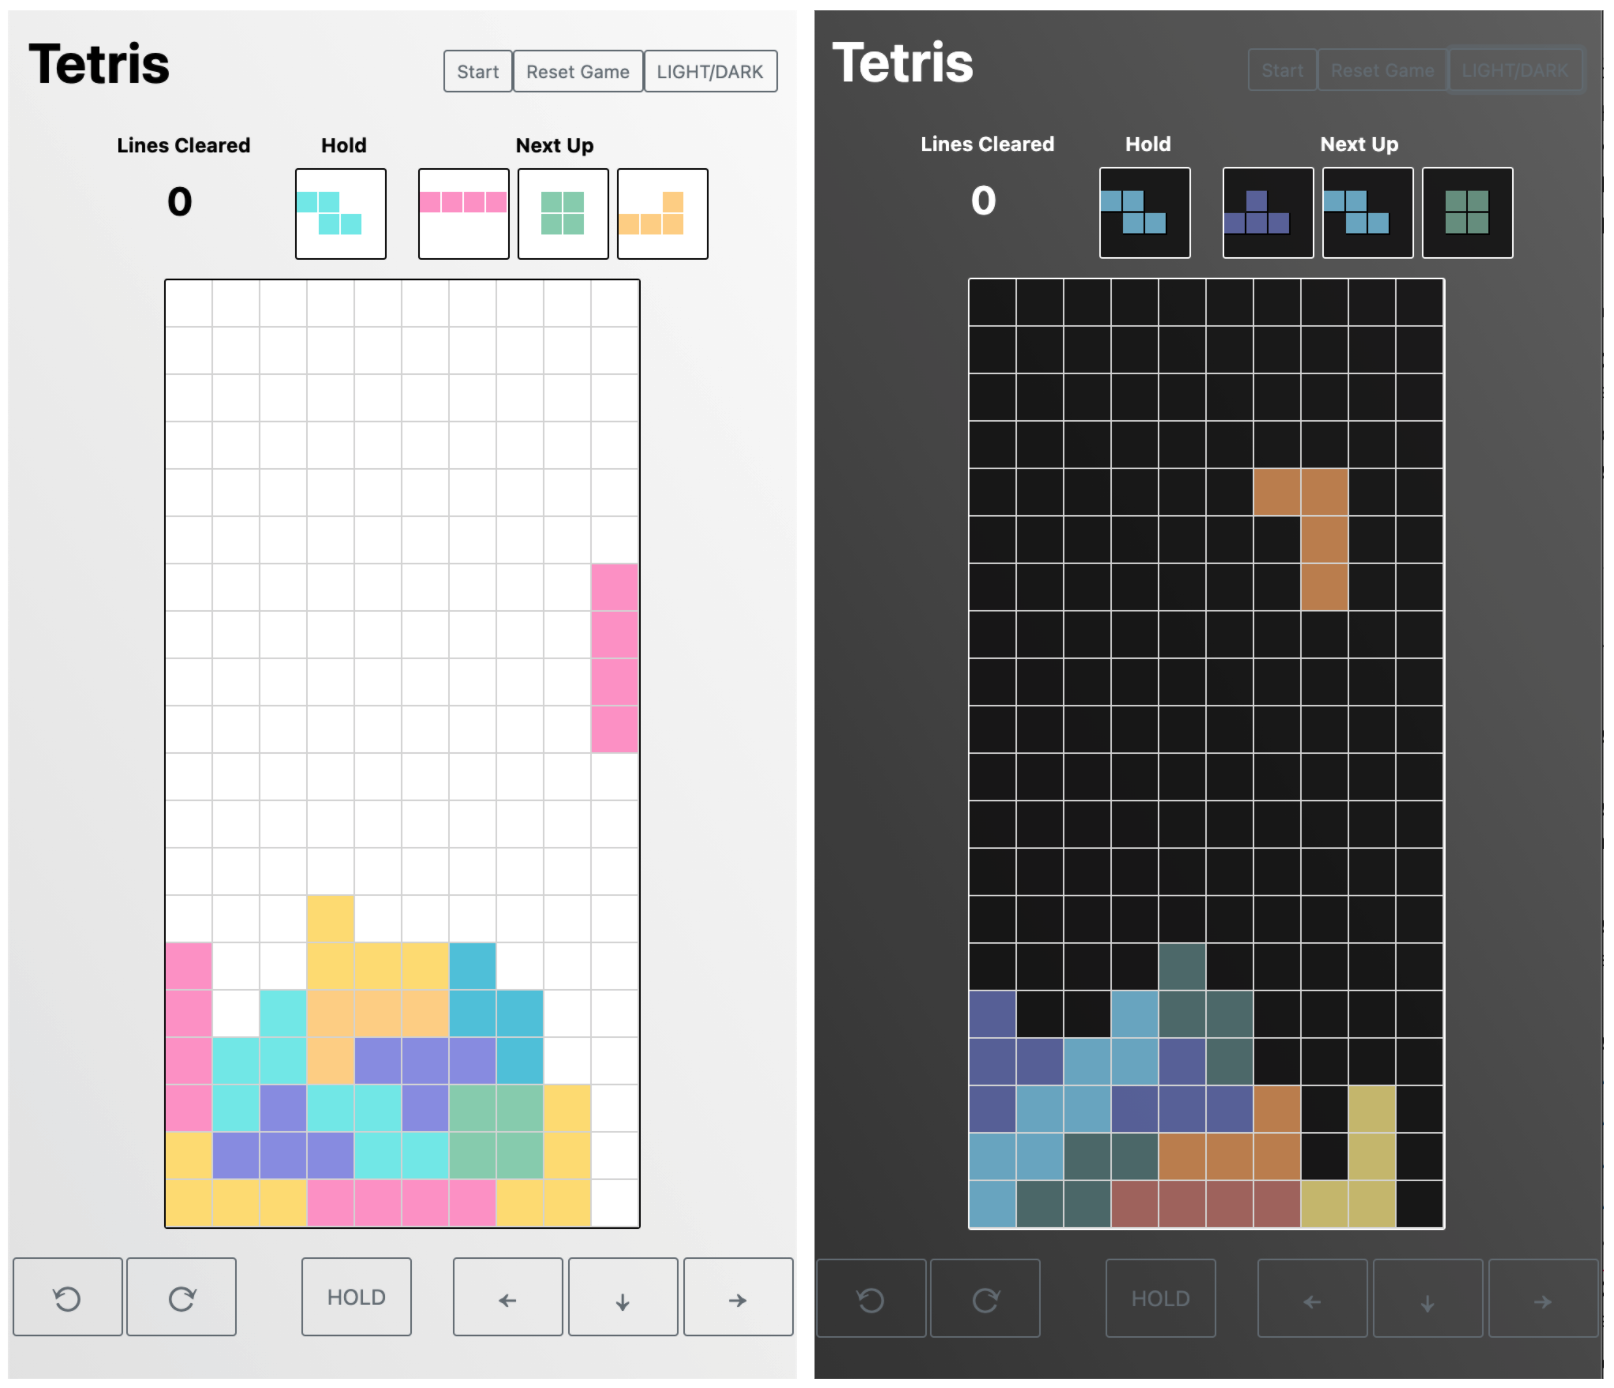 Tetris
Start Reset Game LIGHT/DARK
Lines Cleared Hold Next Up
0
HOLD
Tetris
Start Reset Game LIGHT/DARK
Lines Cleared Hold Next Up
0
HOLD